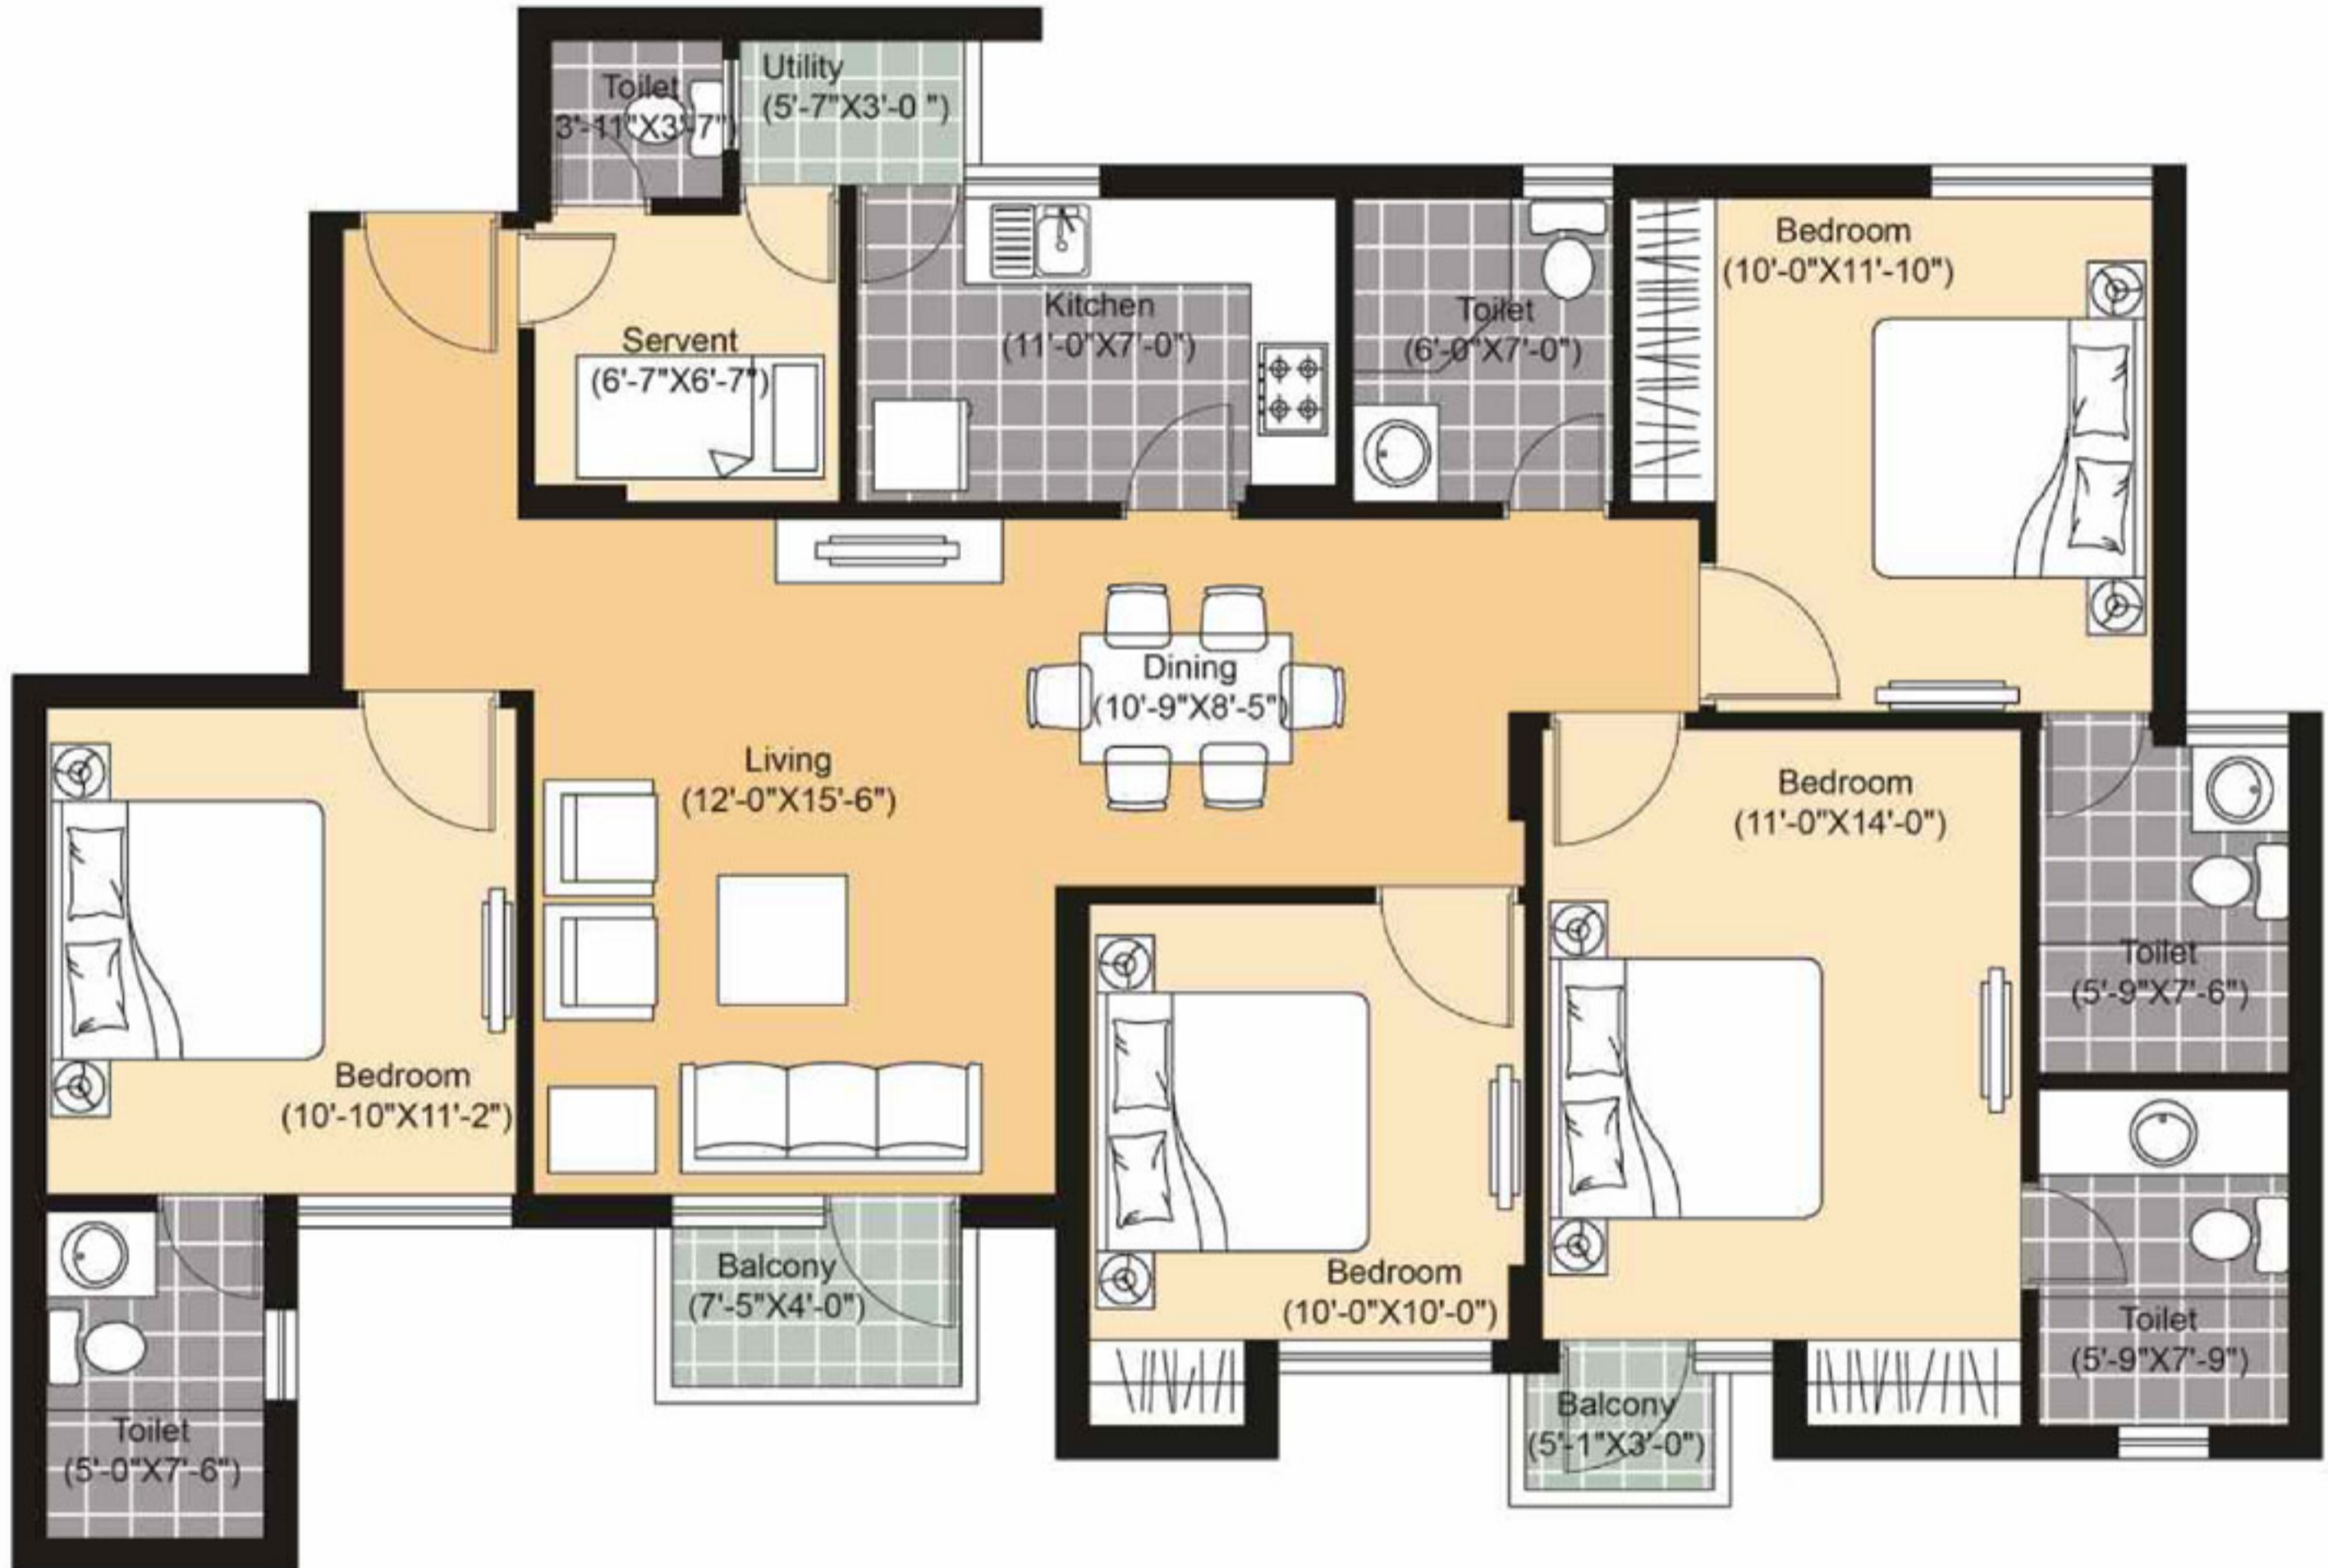 Toilet
3'-11"X3'-7"
Utility
(5'-7"X3'-0 ")
Bedroom
(10'-0"X11'-10")
Servent
(6'-7"X6'-7")
Kitchen
(11'-0"X7'-0")
Toilet
(6'-0"X7'-0")
Dining
(10'-9"X8'-5")
Living
(12'-0"X15'-6")
Bedroom
(11'-0"X14'-0")
Toilet
(5'-9"X7'-6")
Bedroom
(10'-10"X11'-2")
Balcony
(7'-5"X4'-0")
Bedroom
(10'-0"X10'-0")
Toilet
(5'-9"X7'-9")
Balcony
(5'-1"X3'-0")
Toilet
(5'-0"X7'-6")